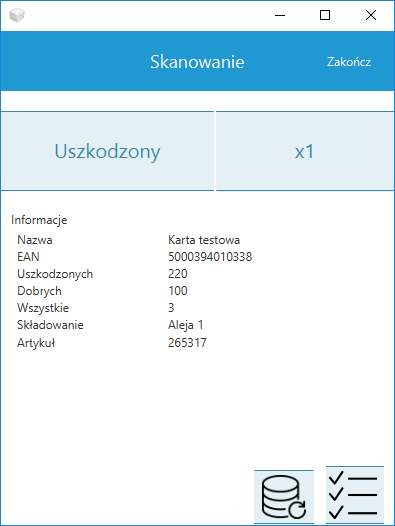 Skanowanie Zakończ
Uszkodzony x1
Informacje
Nazwa Karta testowa
EAN 5000394010338
Uszkodzonych 220
Dobrych 100
Wszystkie 3
Składowanie Aleja 1
Artykuł 265317